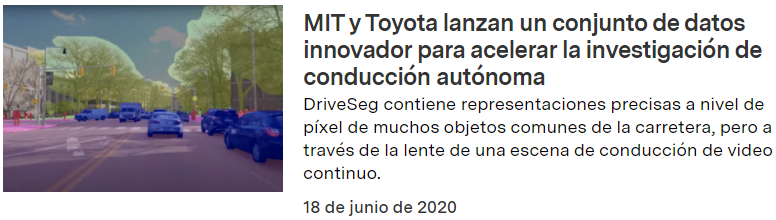 MIT y Toyota lanzan un conjunto de datos
innovador para acelerar la investigación de
conducción autónoma
DriveSeg contiene representaciones precisas a nivel de
píxel de muchos objetos comunes de la carretera, pero a
través de la lente de una escena de conducción de video
continuo.
18 de junio de 2020